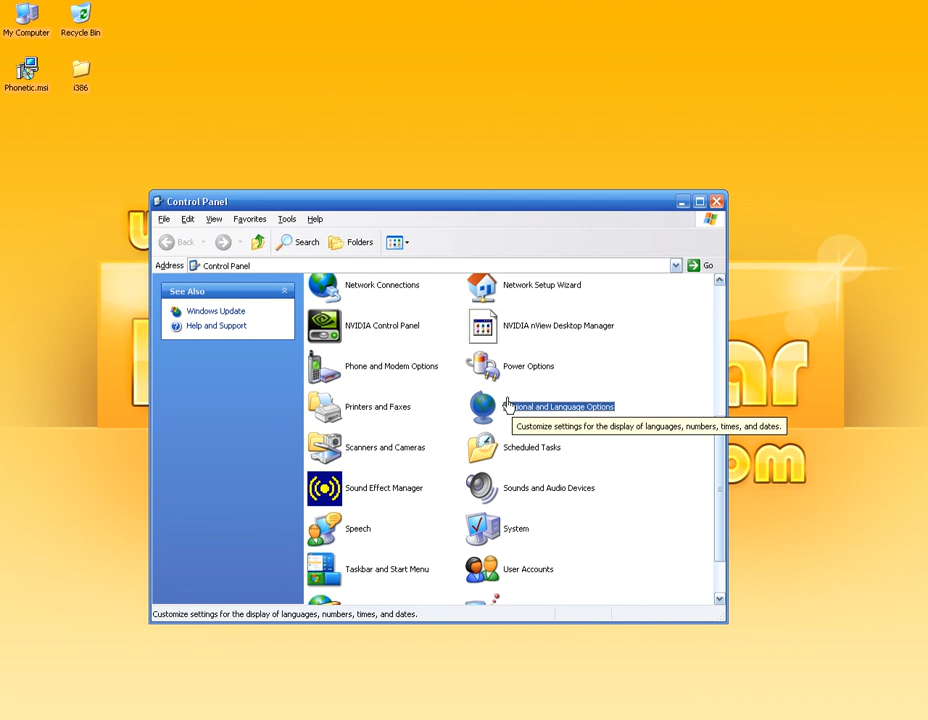 My Computer
Recycle Bin
Phonetic.msi
i386
Control Panel
File Edit View Favorites Tools Help
Back Search Folders
Address Control Panel Go
See Also
Windows Update
Help and Support
Network Connections
Network Setup Wizard
NVIDIA Control Panel
NVIDIA nView Desktop Manager
Phone and Modem Options
Power Options
Printers and Faxes
ional and Language Options
Customize settings for the display of languages, numbers, times, and dates.
Scanners and Cameras
Scheduled Tasks
Sound Effect Manager
Sounds and Audio Devices
Speech
System
Taskbar and Start Menu
User Accounts
Customize settings for the display of languages, numbers, times, and dates.
ar
om